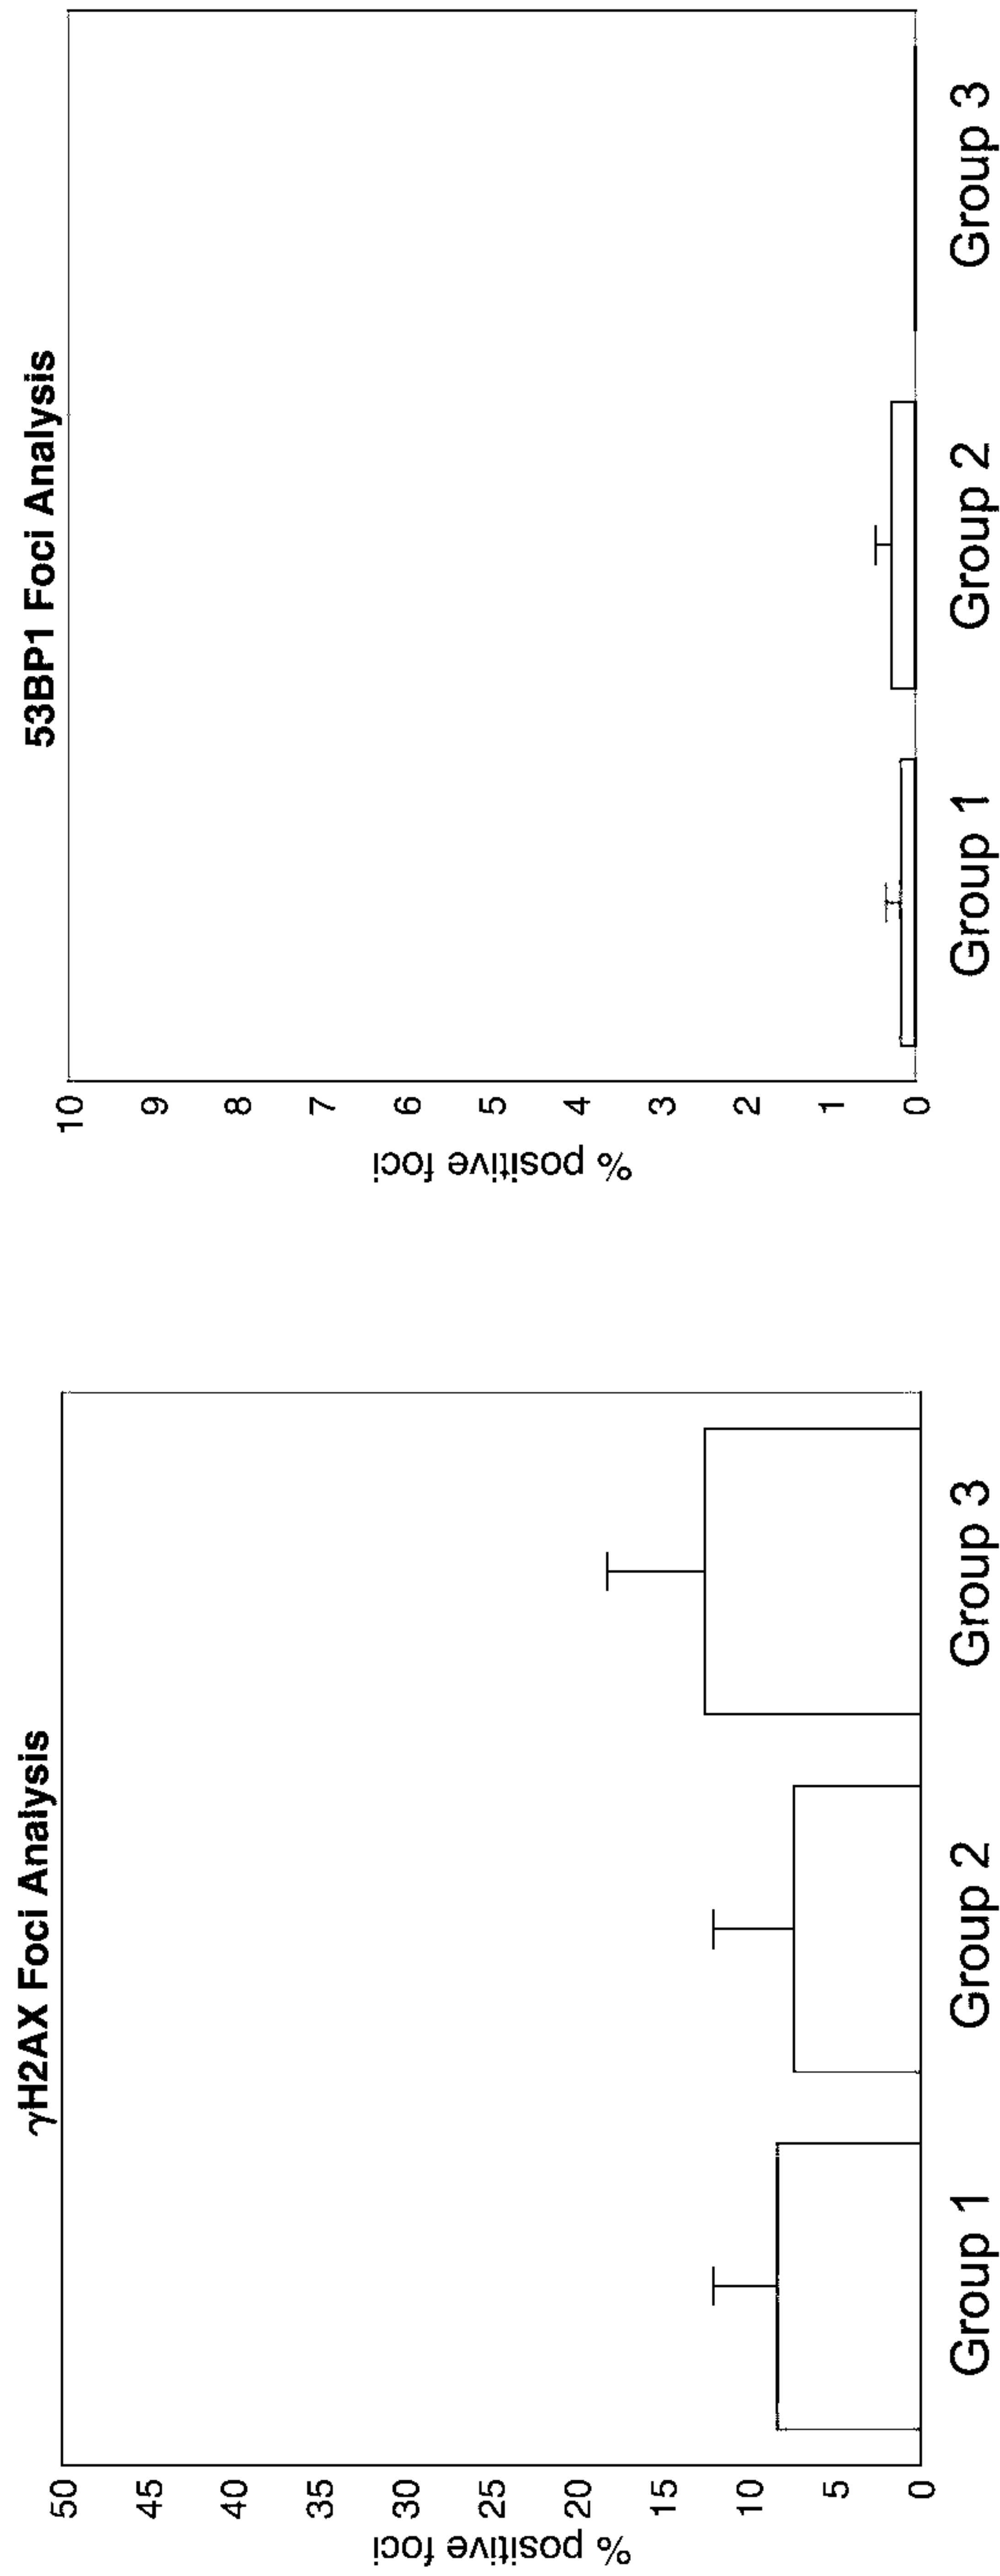 γH2AX Foci Analysis
% positive foci
50
45
40
35
30
25
20
15
10
5
0
Group 1
Group 2
Group 3
53BP1 Foci Analysis
% positive foci
10
9
8
7
6
5
4
3
2
1
0
Group 1
Group 2
Group 3